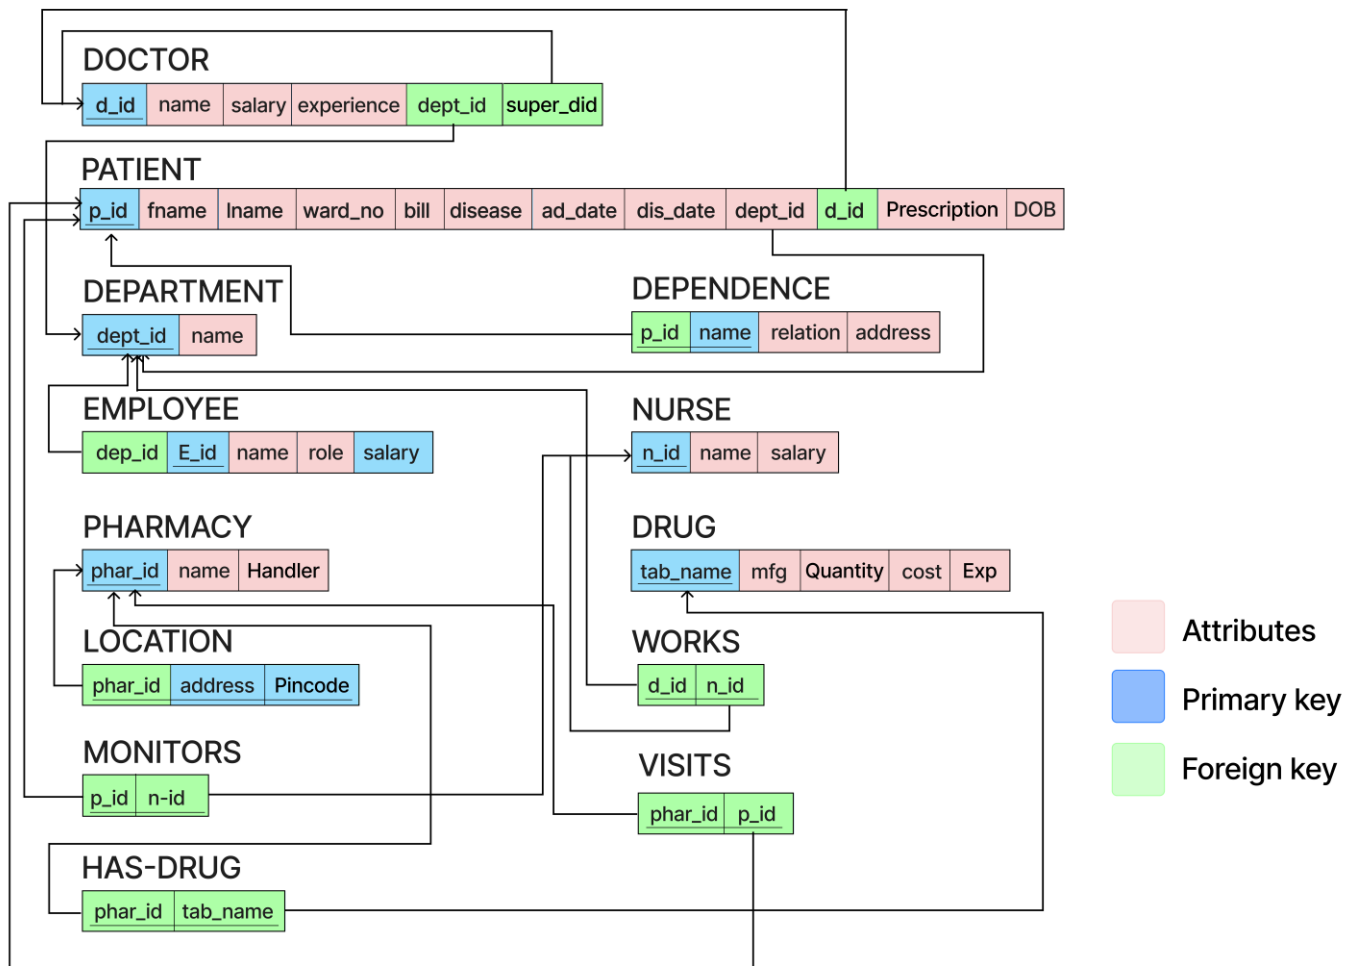 DOCTOR
d_id name salary experience dept_id super_did
PATIENT
p_id fname lname ward_no bill disease ad_date dis_date dept_id d_id Prescription DOB
DEPARTMENT
dept_id name
DEPENDENCE
p_id name relation address
EMPLOYEE
dep_id E_id name role salary
NURSE
n_id name salary
PHARMACY
phar_id name Handler
DRUG
tab_name mfg Quantity cost Exp
LOCATION
phar_id address Pincode
WORKS
d_id n_id
MONITORS
p_id n-id
VISITS
phar_id p_id
HAS-DRUG
phar_id tab_name
Attributes
Primary key
Foreign key